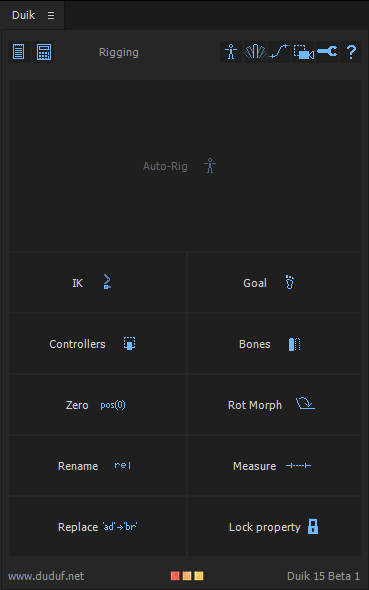 Duik
Rigging
?
Auto-Rig
IK
Goal
Controllers
Bones
Zero pos(0)
Rot Morph
Rename re|
Measure
Replace 'ad'→'br'
Lock property
www.duduf.net
Duik 15 Beta 1